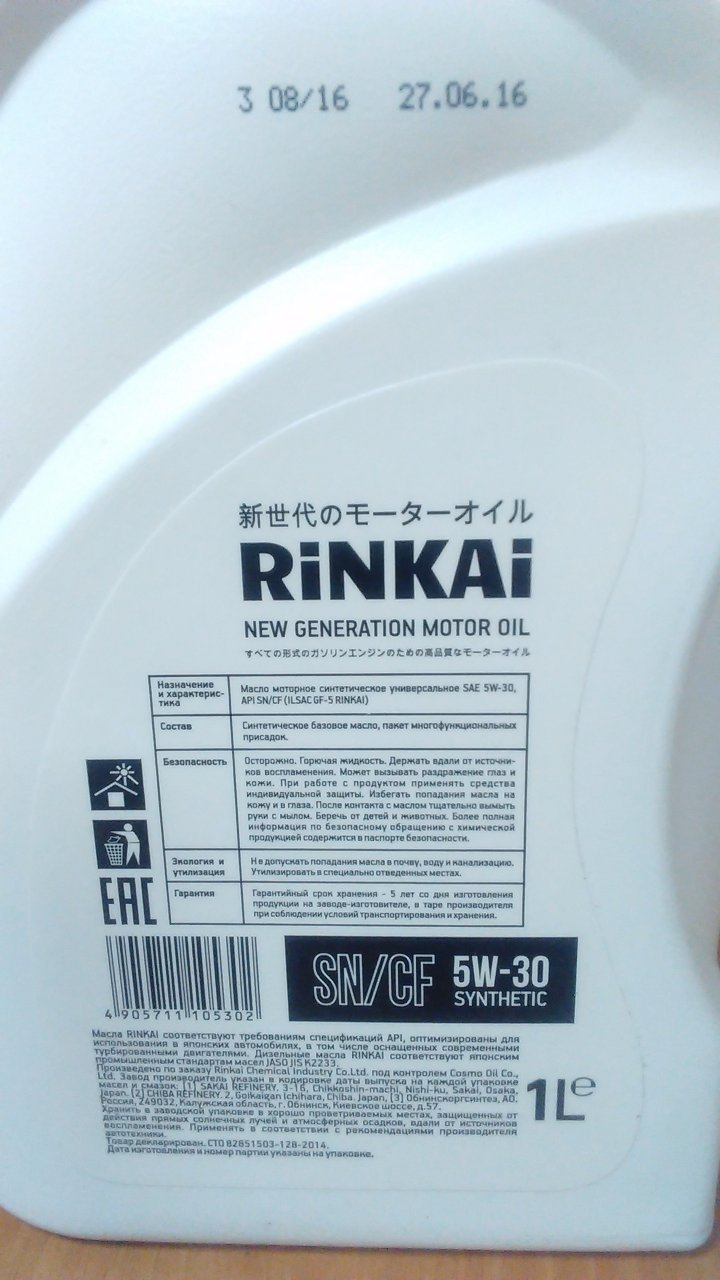 3 08/16 27.06.16
新世代のモーターオイル
RiNKAi
NEW GENERATION MOTOR OIL
すべての形式のガソリンエンジンのための高品質なモーターオイル
Назначение
и характерис-
тика
Масло моторное синтетическое универсальное SAE 5W-30,
API SN/CF (ILSAC GF-5 RINKAI)
Состав
Синтетическое базовое масло, пакет многофункциональных
присадок.
Безопасность
Осторожно. Горючая жидкость. Держать вдали от источни-
ков воспламенения. Может вызывать раздражение глаз и
кожи. При работе с продуктом применять средства
индивидуальной защиты. Избегать попадания масла на
кожу и в глаза. После контакта с маслом тщательно вымыть
руки с мылом. Беречь от детей и животных. Более полная
информация по безопасному обращению с химической
продукцией содержится в паспорте безопасности.
Экология и
утилизация
Не допускать попадания масла в почву, воду и канализацию.
Утилизировать в специально отведенных местах.
Гарантия
Гарантийный срок хранения - 5 лет со дня изготовления
продукции на заводе-изготовителе, в таре производителя
при соблюдении условий транспортирования и хранения.
EAC
4 905711 105302
SN/CF 5W-30
SYNTHETIC
Масла RINKAI соответствуют требованиям спецификаций API, оптимизированы для
использования в японских автомобилях, в том числе оснащенных современными
турбированными двигателями. Дизельные масла RINKAI соответствуют японским
промышленным стандартам масел JASO JIS K2233.
Произведено по заказу Rinkai Chemical Industry Co.Ltd. под контролем Cosmo Oil Co.,
Ltd. Завод производитель указан в кодировке даты выпуска на каждой упаковке
масел и смазок: [1] SAKAI REFINERY. 3-16, Chikkoshin-machi, Nishi-ku, Sakai, Osaka,
Japan. [2] CHIBA REFINERY. 2, Goikaigan Ichihara, Chiba, Japan, [3] Обнинскоргсинтез, АО.
Россия, 249032, Калужская область, г. Обнинск, Киевское шоссе, д.57.
Хранить в заводской упаковке в хорошо проветриваемых местах, защищенных от
действия прямых солнечных лучей и атмосферных осадков, вдали от источников
воспламенения. Применять в соответствии с рекомендациями производителя
автотехники.
Товар декларирован. СТО 82851503-128-2014.
Дата изготовления и номер партии указаны на упаковке.
1L℮